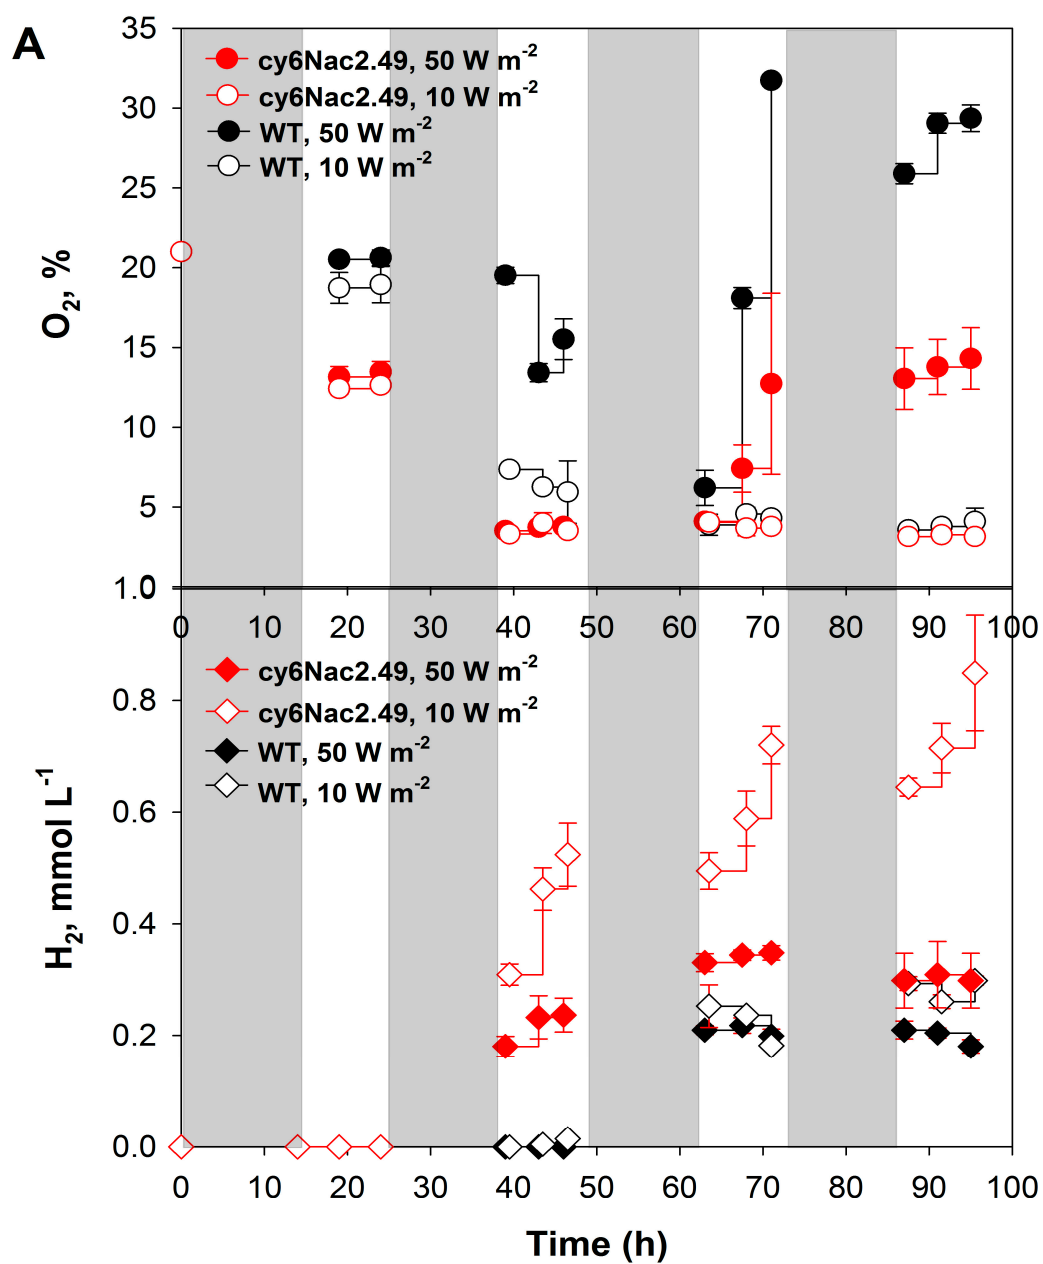 A
35
30
25
20
15
10
5
1.0
O2, %
cy6Nac2.49, 50 W m-2
cy6Nac2.49, 10 W m-2
WT, 50 W m-2
WT, 10 W m-2
0 10 20 30 40 50 60 70 80 90 100
0.8
0.6
0.4
0.2
0.0
H2, mmol L-1
cy6Nac2.49, 50 W m-2
cy6Nac2.49, 10 W m-2
WT, 50 W m-2
WT, 10 W m-2
0 10 20 30 40 50 60 70 80 90 100
Time (h)